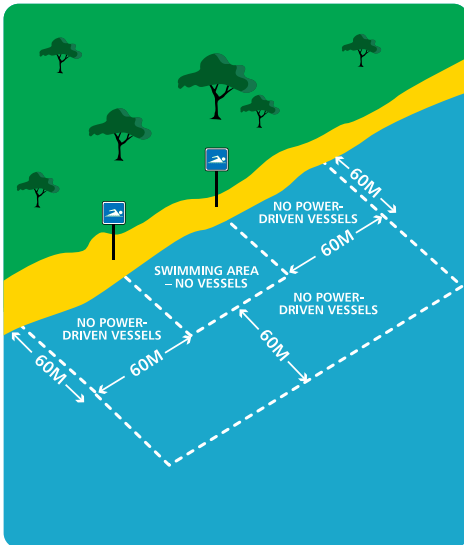 60M
NO POWER-
DRIVEN VESSELS
60M
SWIMMING AREA
– NO VESSELS
NO POWER-
DRIVEN VESSELS
NO POWER-
DRIVEN VESSELS
60M
60M
60M